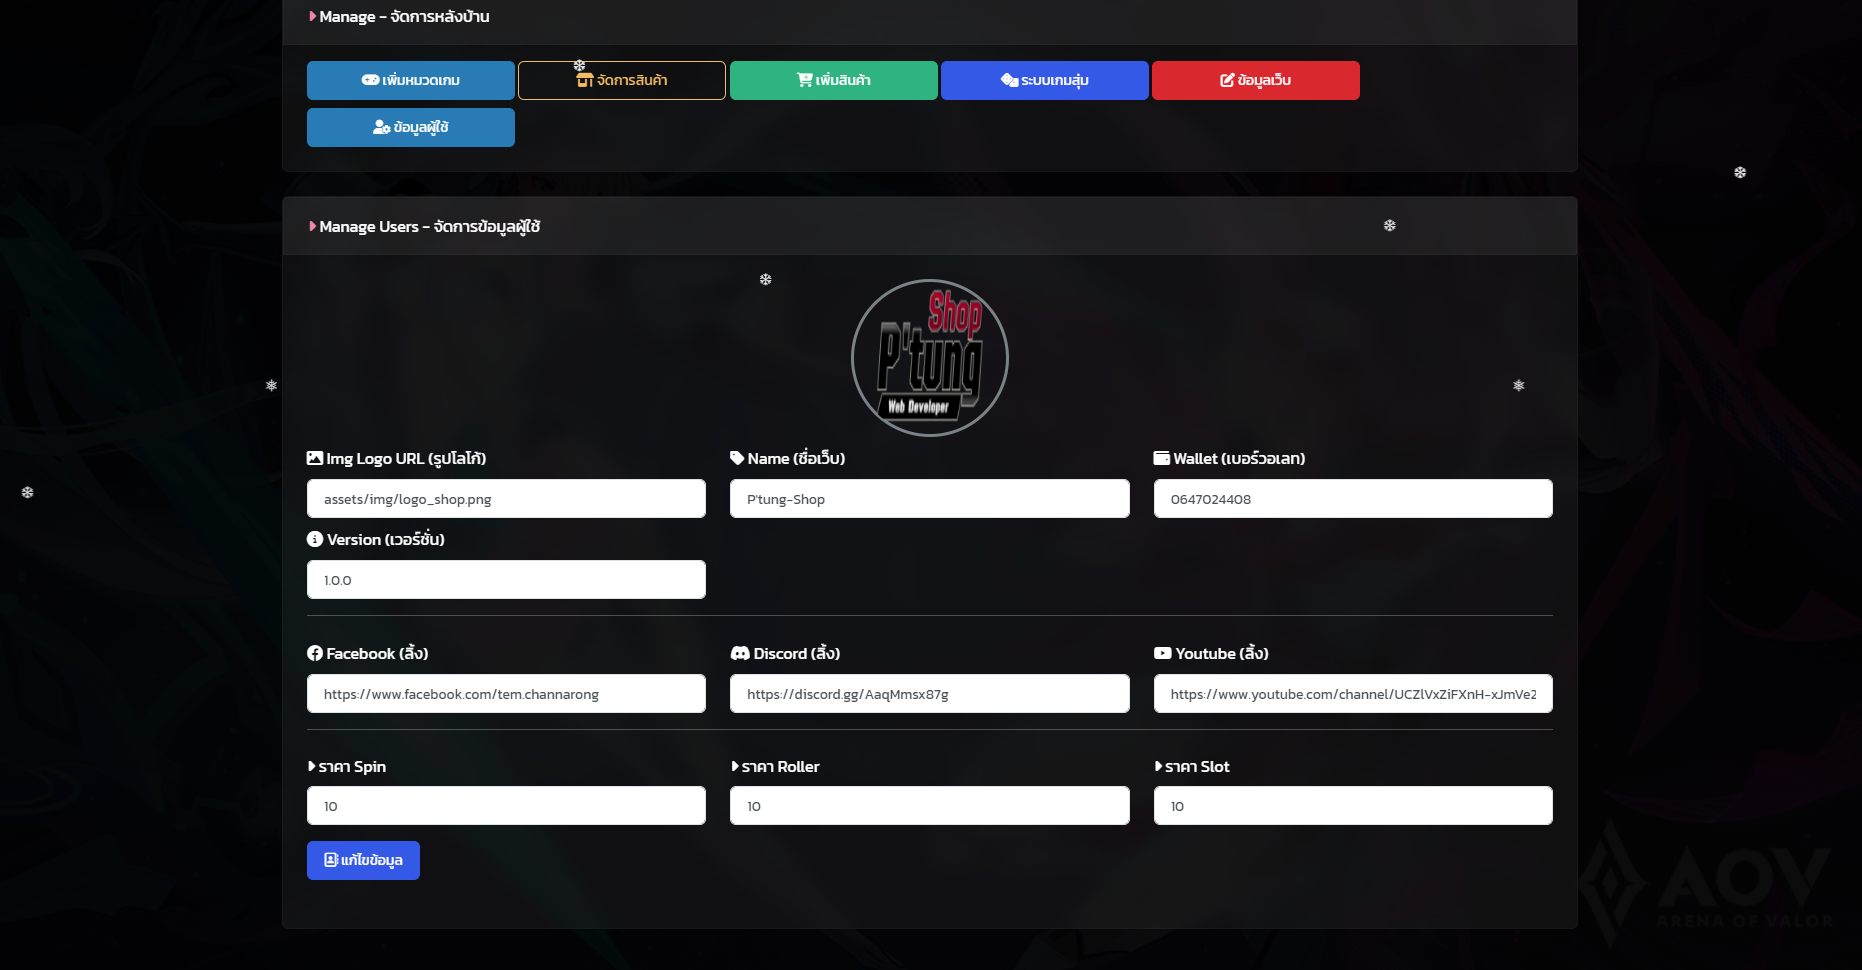 Manage - จัดการหลังบ้าน
เพิ่มหมวดเกม
จัดการสินค้า
เพิ่มสินค้า
ระบบเกมสุ่ม
ข้อมูลเว็บ
ข้อมูลผู้ใช้
Manage Users - จัดการข้อมูลผู้ใช้
Shop
P'tung
Web Developer
Img Logo URL (รูปโลโก้)
Name (ชื่อเว็บ)
Wallet (เบอร์วอเลท)
assets/img/logo_shop.png
P'tung-Shop
0647024408
Version (เวอร์ชั่น)
1.0.0
Facebook (ลิ้ง)
Discord (ลิ้ง)
Youtube (ลิ้ง)
https://www.facebook.com/tem.channarong
https://discord.gg/AaqMmsx87g
https://www.youtube.com/channel/UCZlVxZiFXnH-xJmVe2
ราคา Spin
ราคา Roller
ราคา Slot
10
10
10
แก้ไขข้อมูล
AOV
ARENA OF VALOR